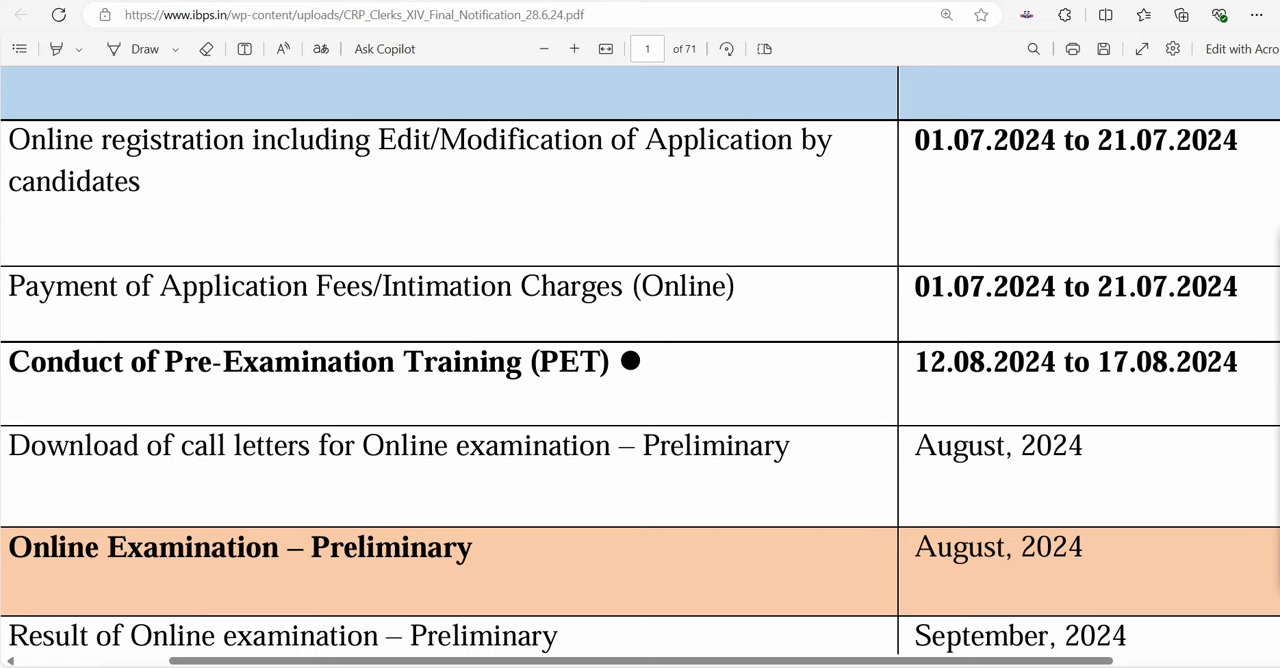 https://www.ibps.in/wp-content/uploads/CRP_Clerks_XIV_Final_Notification_28.6.24.pdf
Draw Ask Copilot 1 of 71 Edit with Acro
Online registration including Edit/Modification of Application by 01.07.2024 to 21.07.2024
candidates
Payment of Application Fees/Intimation Charges (Online) 01.07.2024 to 21.07.2024
Conduct of Pre-Examination Training (PET) ● 12.08.2024 to 17.08.2024
Download of call letters for Online examination – Preliminary August, 2024
Online Examination – Preliminary August, 2024
Result of Online examination – Preliminary September, 2024